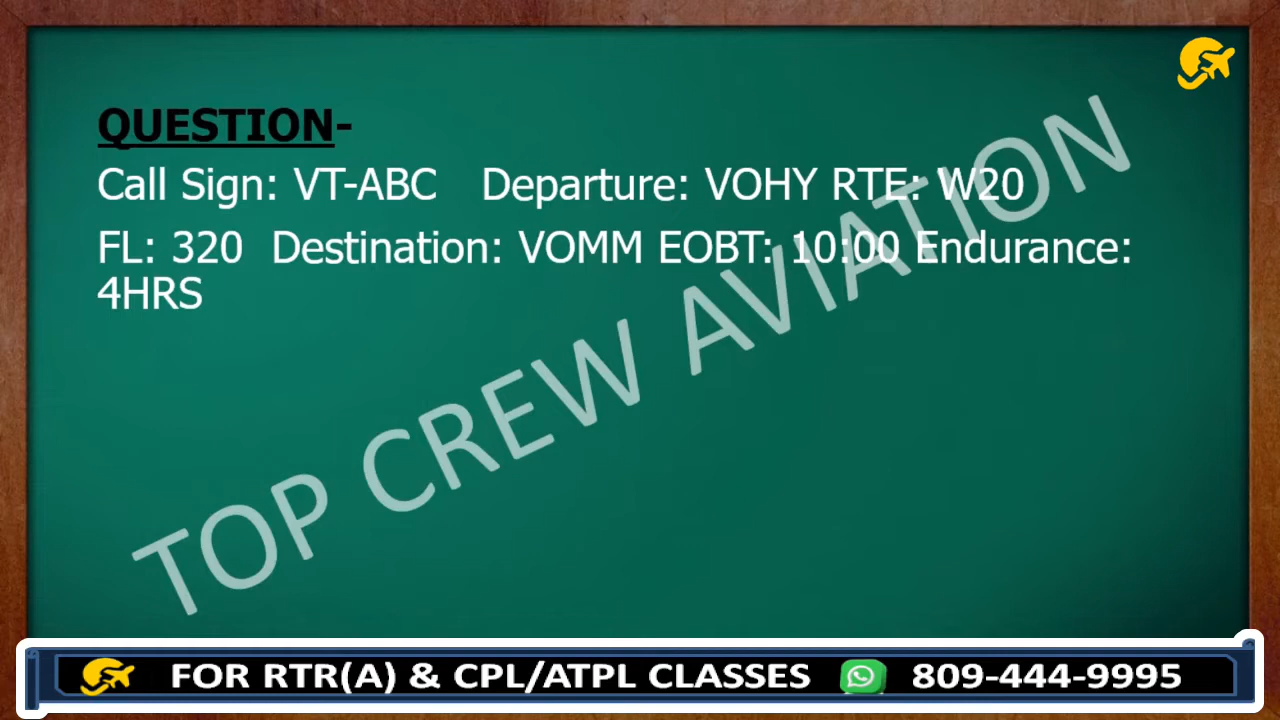 QUESTION-
Call Sign: VT-ABC Departure: VOHY RTE: W20
FL: 320 Destination: VOMM EOBT: 10:00 Endurance:
4HRS
TOP CREW AVIATION
FOR RTR(A) & CPL/ATPL CLASSES 809-444-9995